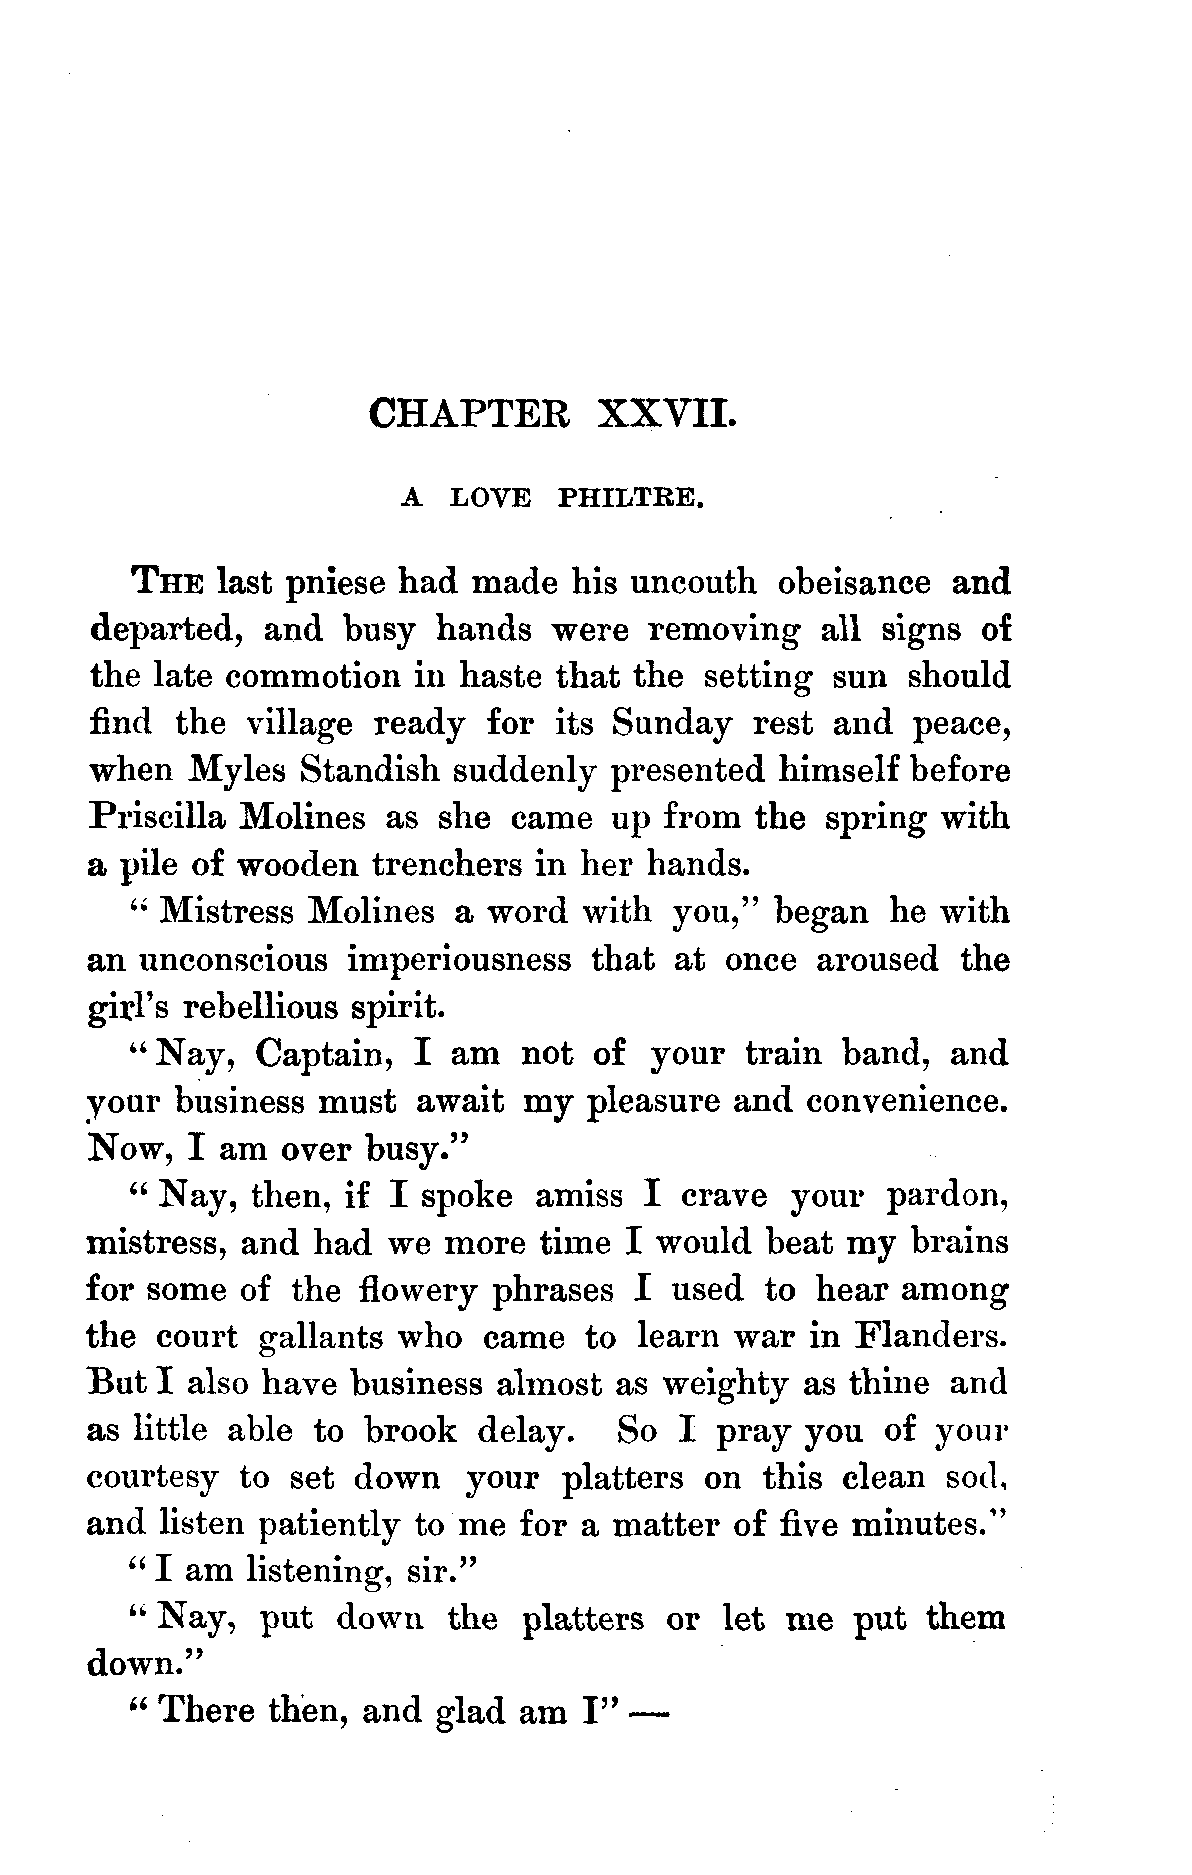 CHAPTER XXVII.
A LOVE PHILTRE.
THE last pniese had made his uncouth obeisance and
departed, and busy hands were removing all signs of
the late commotion in haste that the setting sun should
find the village ready for its Sunday rest and peace,
when Myles Standish suddenly presented himself before
Priscilla Molines as she came up from the spring with
a pile of wooden trenchers in her hands.
“ Mistress Molines a word with you,” began he with
an unconscious imperiousness that at once aroused the
girl’s rebellious spirit.
“ Nay, Captain, I am not of your train band, and
your business must await my pleasure and convenience.
Now, I am over busy.”
“ Nay, then, if I spoke amiss I crave your pardon,
mistress, and had we more time I would beat my brains
for some of the flowery phrases I used to hear among
the court gallants who came to learn war in Flanders.
But I also have business almost as weighty as thine and
as little able to brook delay. So I pray you of your
courtesy to set down your platters on this clean sod,
and listen patiently to me for a matter of five minutes.”
“ I am listening, sir.”
“ Nay, put down the platters or let me put them
down.”
“ There then, and glad am I” —